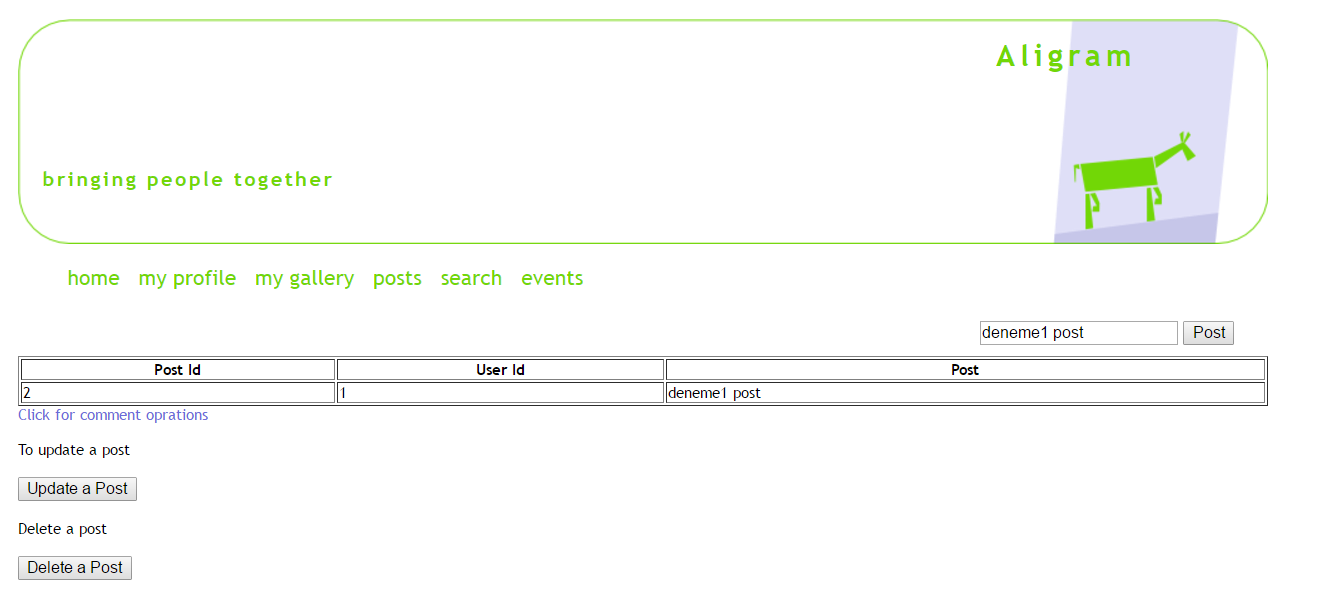 Aligram
bringing people together
home my profile my gallery posts search events
deneme1 post Post
Post Id User Id Post
2 1 deneme1 post
Click for comment oprations
To update a post
Update a Post
Delete a post
Delete a Post